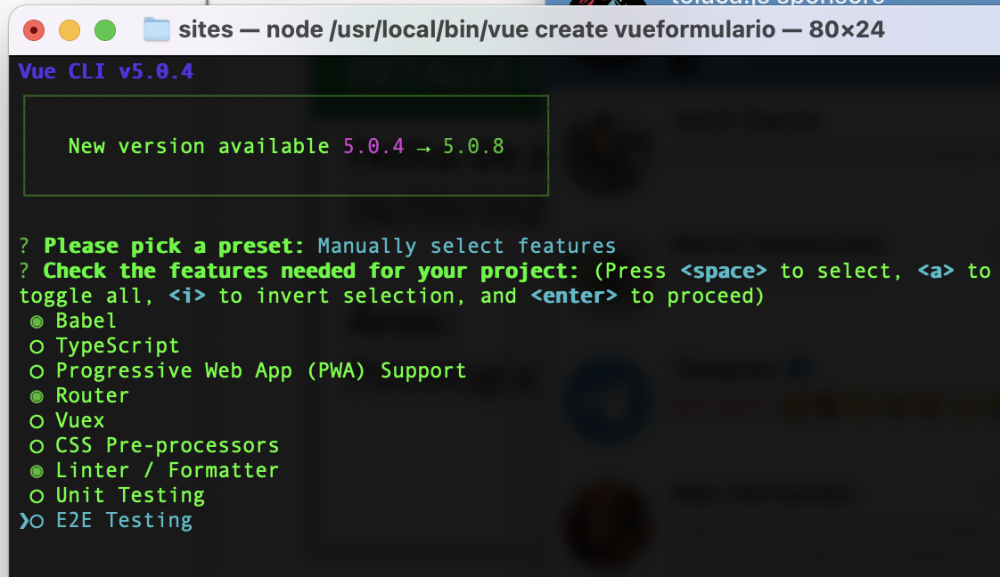 sites — node /usr/local/bin/vue create vueformulario — 80×24
Vue CLI v5.0.4
New version available 5.0.4 → 5.0.8
? Please pick a preset: Manually select features
? Check the features needed for your project: (Press <space> to select, <a> to
toggle all, <i> to invert selection, and <enter> to proceed)
◉ Babel
◯ TypeScript
◯ Progressive Web App (PWA) Support
◉ Router
◯ Vuex
◯ CSS Pre-processors
◉ Linter / Formatter
◯ Unit Testing
❯◯ E2E Testing